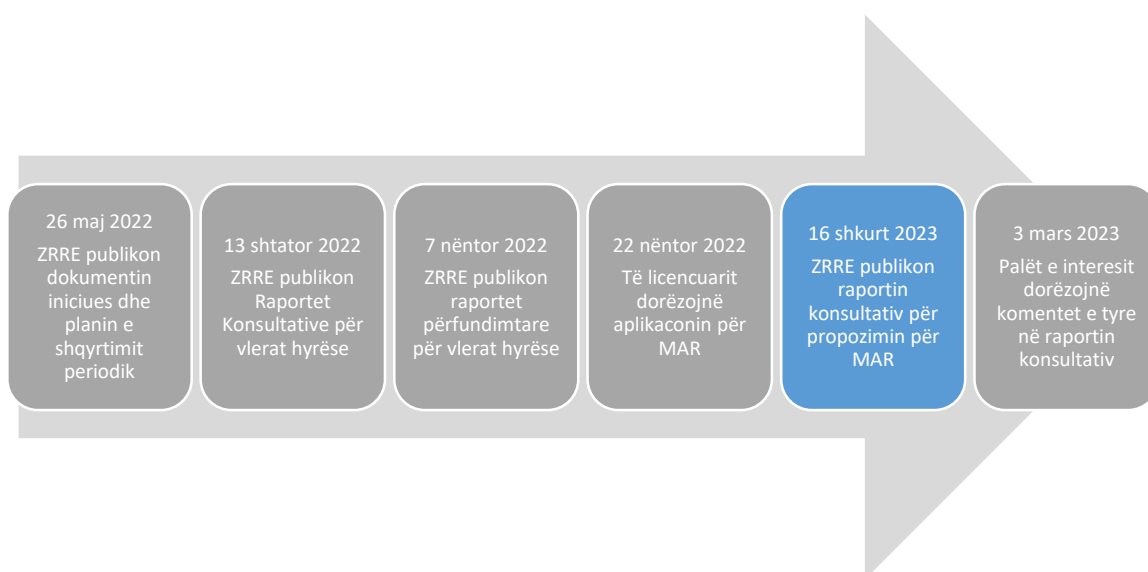 26 maj 2022
ZRRE publikon
dokumentin
iniciues dhe
planin e
shqyrtimit
periodik
13 shtator 2022
ZRRE publikon
Raportet
Konsultative për
vlerat hyrëse
7 nëntor 2022
ZRRE publikon
raportet
përfundimtare
për vlerat hyrëse
22 nëntor 2022
Të licencuarit
dorëzojnë
aplikaconin për
MAR
16 shkurt 2023
ZRRE publikon
raportin
konsultativ për
propozimin për
MAR
3 mars 2023
Palët e interesit
dorëzojnë
komentet e tyre
në raportin
konsultativ